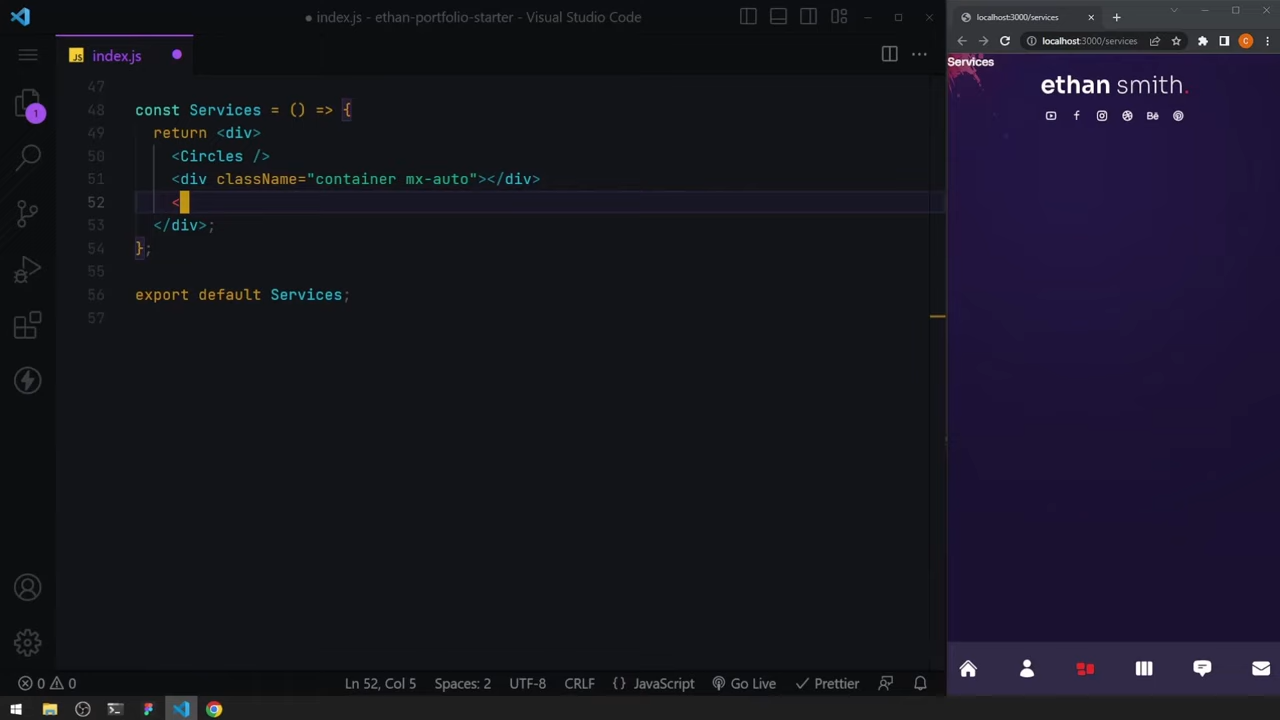 index.js - ethan-portfolio-starter - Visual Studio Code
JS index.js
1
47
48 const Services = () => {
49 return <div>
50 <Circles />
51 <div className="container mx-auto"></div>
52 <
53 </div>;
54 };
55
56 export default Services;
57
0 0
Ln 52, Col 5 Spaces: 2 UTF-8 CRLF {} JavaScript Go Live Prettier
localhost:3000/services
localhost:3000/services
C
Services
ethan smith.
Bē